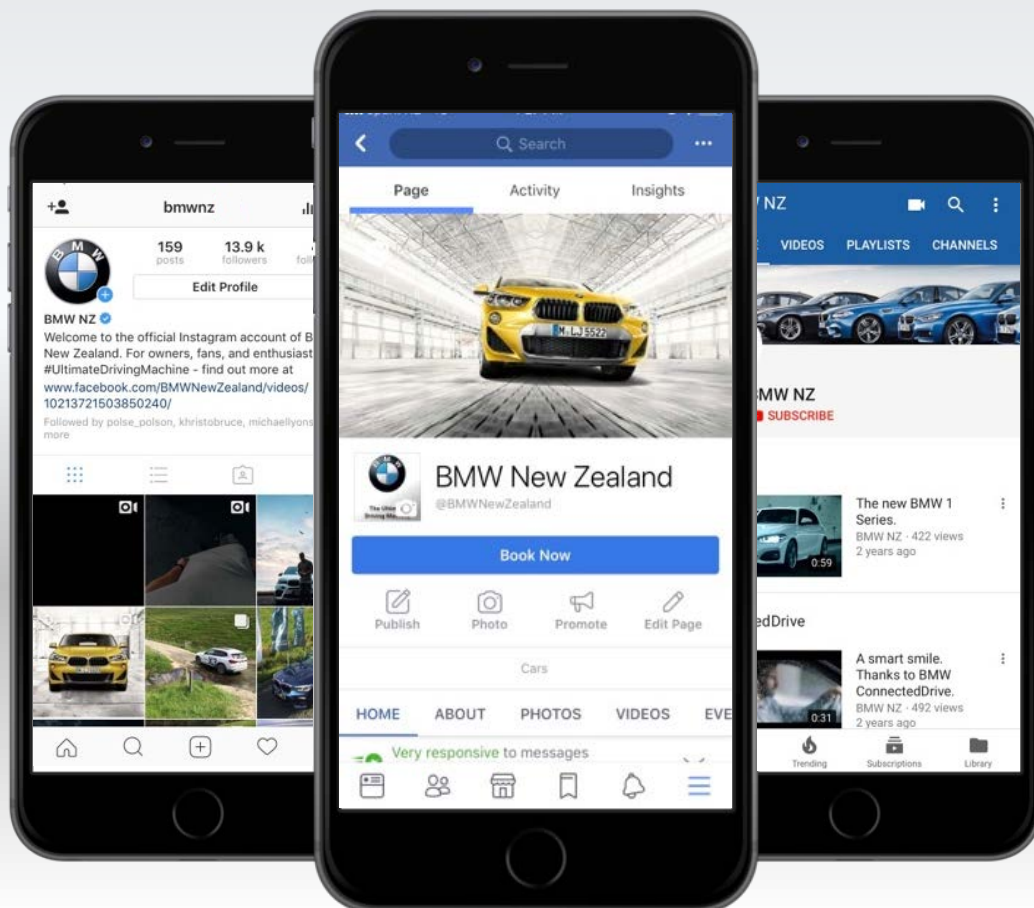 bmwnz
159
13.9 k
posts
followers
Edit Profile
BMW NZ
Welcome to the official Instagram account of B
New Zealand. For owners, fans, and enthusiast
#UltimateDrivingMachine - find out more at
www.facebook.com/BMWNewZealand/videos/
10213721503850240/
Followed by polse_polson, khristobruce, michaellyons
more
Search
Page
Activity
Insights
M·LJ5522
BMW
BMW New Zealand
@BMWNewZealand
Book Now
Publish
Photo
Promote
Edit Page
Cars
HOME
ABOUT
PHOTOS
VIDEOS
EVE
Very responsive to messages
NZ
VIDEOS
PLAYLISTS
CHANNELS
MW NZ
SUBSCRIBE
The new BMW 1
Series.
BMW NZ · 422 views
2 years ago
0:59
edDrive
A smart smile.
Thanks to BMW
ConnectedDrive.
BMW NZ · 492 views
2 years ago
0:31
Trending
Subscriptions
Library